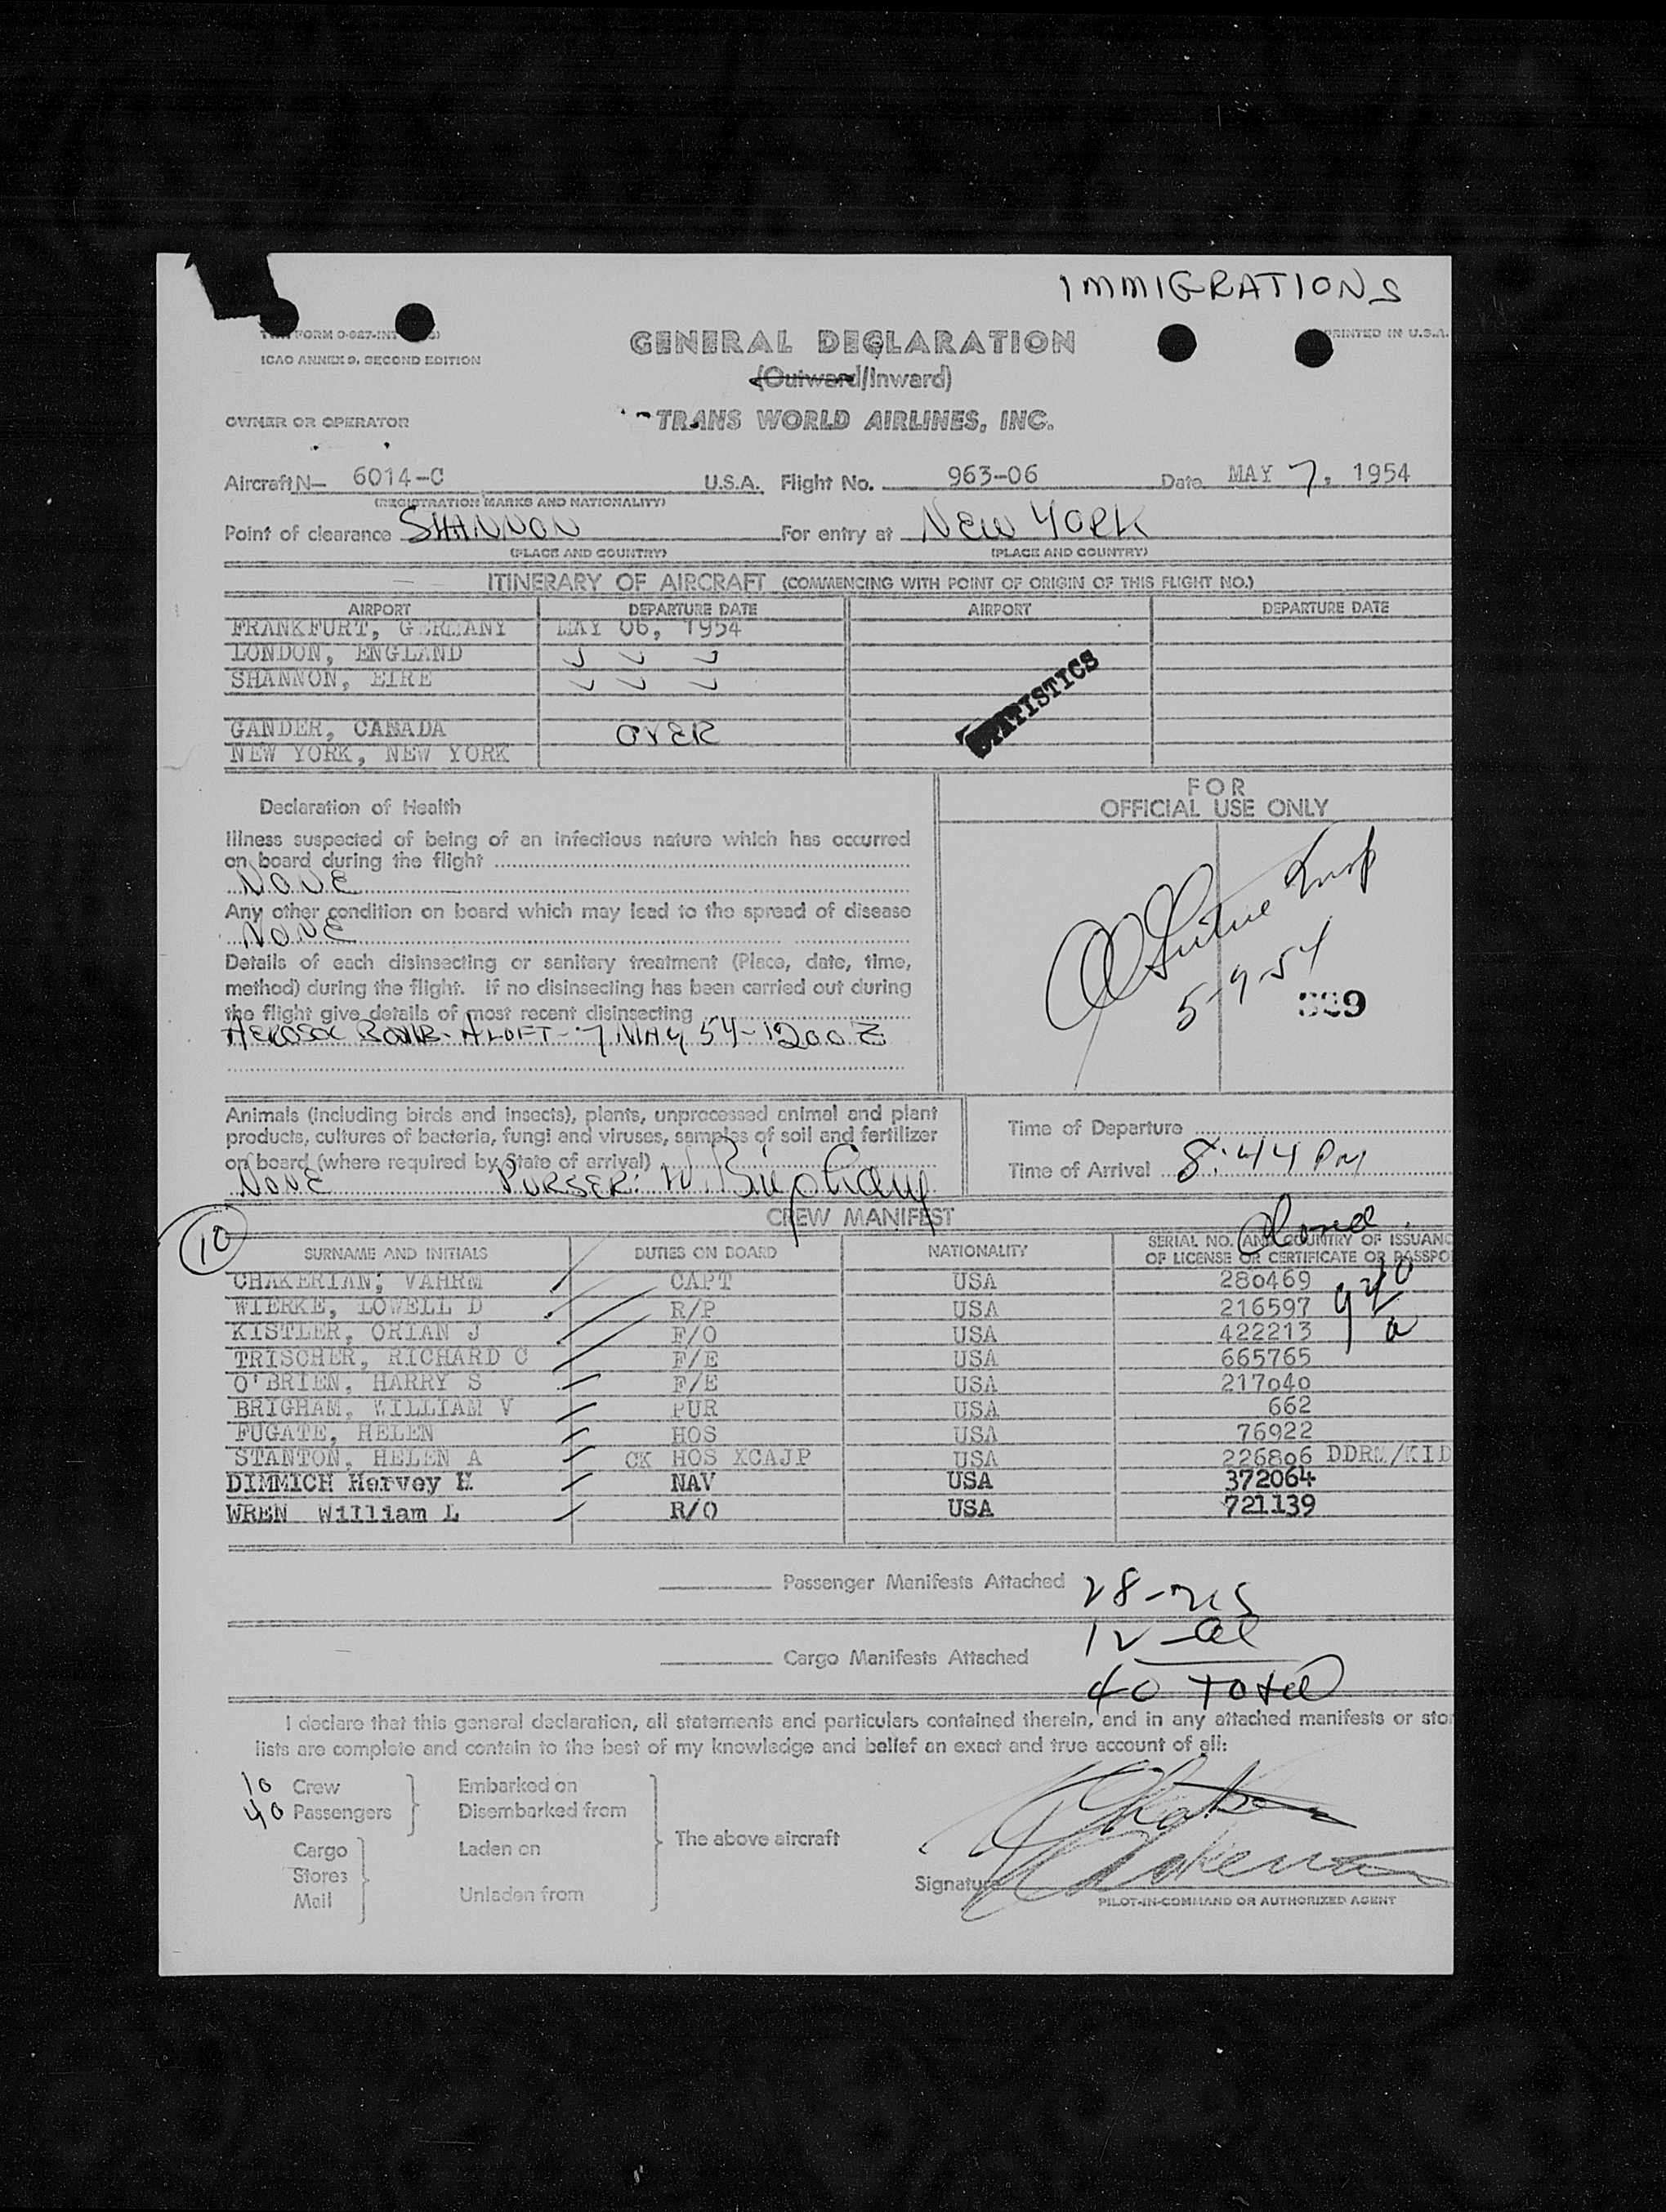 IMMIGRATIONS
FORM O-827-INT
PRINTED IN U.S.A.
ICAO ANNEX 9, SECOND EDITION
GENERAL DECLARATION
(Outward/Inward)
OWNER OR OPERATOR TRANS WORLD AIRLINES, INC.
Aircraft N- 6014-C U.S.A. Flight No. 963-06 Date MAY 7, 1954
(REGISTRATION MARKS AND NATIONALITY)
Point of clearance SHANNON For entry at NEW YORK
(PLACE AND COUNTRY) (PLACE AND COUNTRY)
ITINERARY OF AIRCRAFT (COMMENCING WITH POINT OF ORIGIN OF THIS FLIGHT NO.)
AIRPORT DEPARTURE DATE AIRPORT DEPARTURE DATE
FRANKFURT, GERMANY MAY 06, 1954
LONDON, ENGLAND
SHANNON, EIRE
STATISTICS
GANDER, CANADA OVER
NEW YORK, NEW YORK
Declaration of Health
Illness suspected of being of an infectious nature which has occurred
on board during the flight
NONE
Any other condition on board which may lead to the spread of disease
NONE
Details of each disinsecting or sanitary treatment (Place, date, time,
method) during the flight. If no disinsecting has been carried out during
the flight give details of most recent disinsecting
AEROSOL BOMB-ALOFT-7 MAY 54-1200Z
FOR
OFFICIAL USE ONLY
5-9-54
Animals (including birds and insects), plants, unprocessed animal and plant
products, cultures of bacteria, fungi and viruses, samples of soil and fertilizer
on board (where required by State of arrival)
NONE PURSER: W. Brigham
Time of Departure
Time of Arrival 8:44 PM
CREW MANIFEST
10
SURNAME AND INITIALS DUTIES ON BOARD NATIONALITY SERIAL NO. AND COUNTRY OF ISSUANC
OF LICENSE OR CERTIFICATE OR PASSPO
CHAKERIAN; VAHRM CAPT USA 280469
WIERKE, LOWELL D R/P USA 216597
KISTLER, ORIAN J F/O USA 422213
TRISCHER, RICHARD C F/E USA 665765
O'BRIEN, HARRY S F/E USA 217040
BRIGHAM, WILLIAM V PUR USA 662
FUGATE, HELEN HOS USA 76922
STANTON, HELEN A CK HOS XCAJP USA 226806 DDRM/KID
DIMMICH Harvey H NAV USA 372064
WREN William L R/O USA 721139
Passenger Manifests Attached 28-
12-
Cargo Manifests Attached
40 Total
I declare that this general declaration, all statements and particulars contained therein, and in any attached manifests or stor
lists are complete and contain to the best of my knowledge and belief an exact and true account of all:
10 Crew Embarked on
40 Passengers Disembarked from
The above aircraft
Cargo Laden on
Stores
Mail Unladen from
Signature
PILOT-IN-COMMAND OR AUTHORIZED AGENT